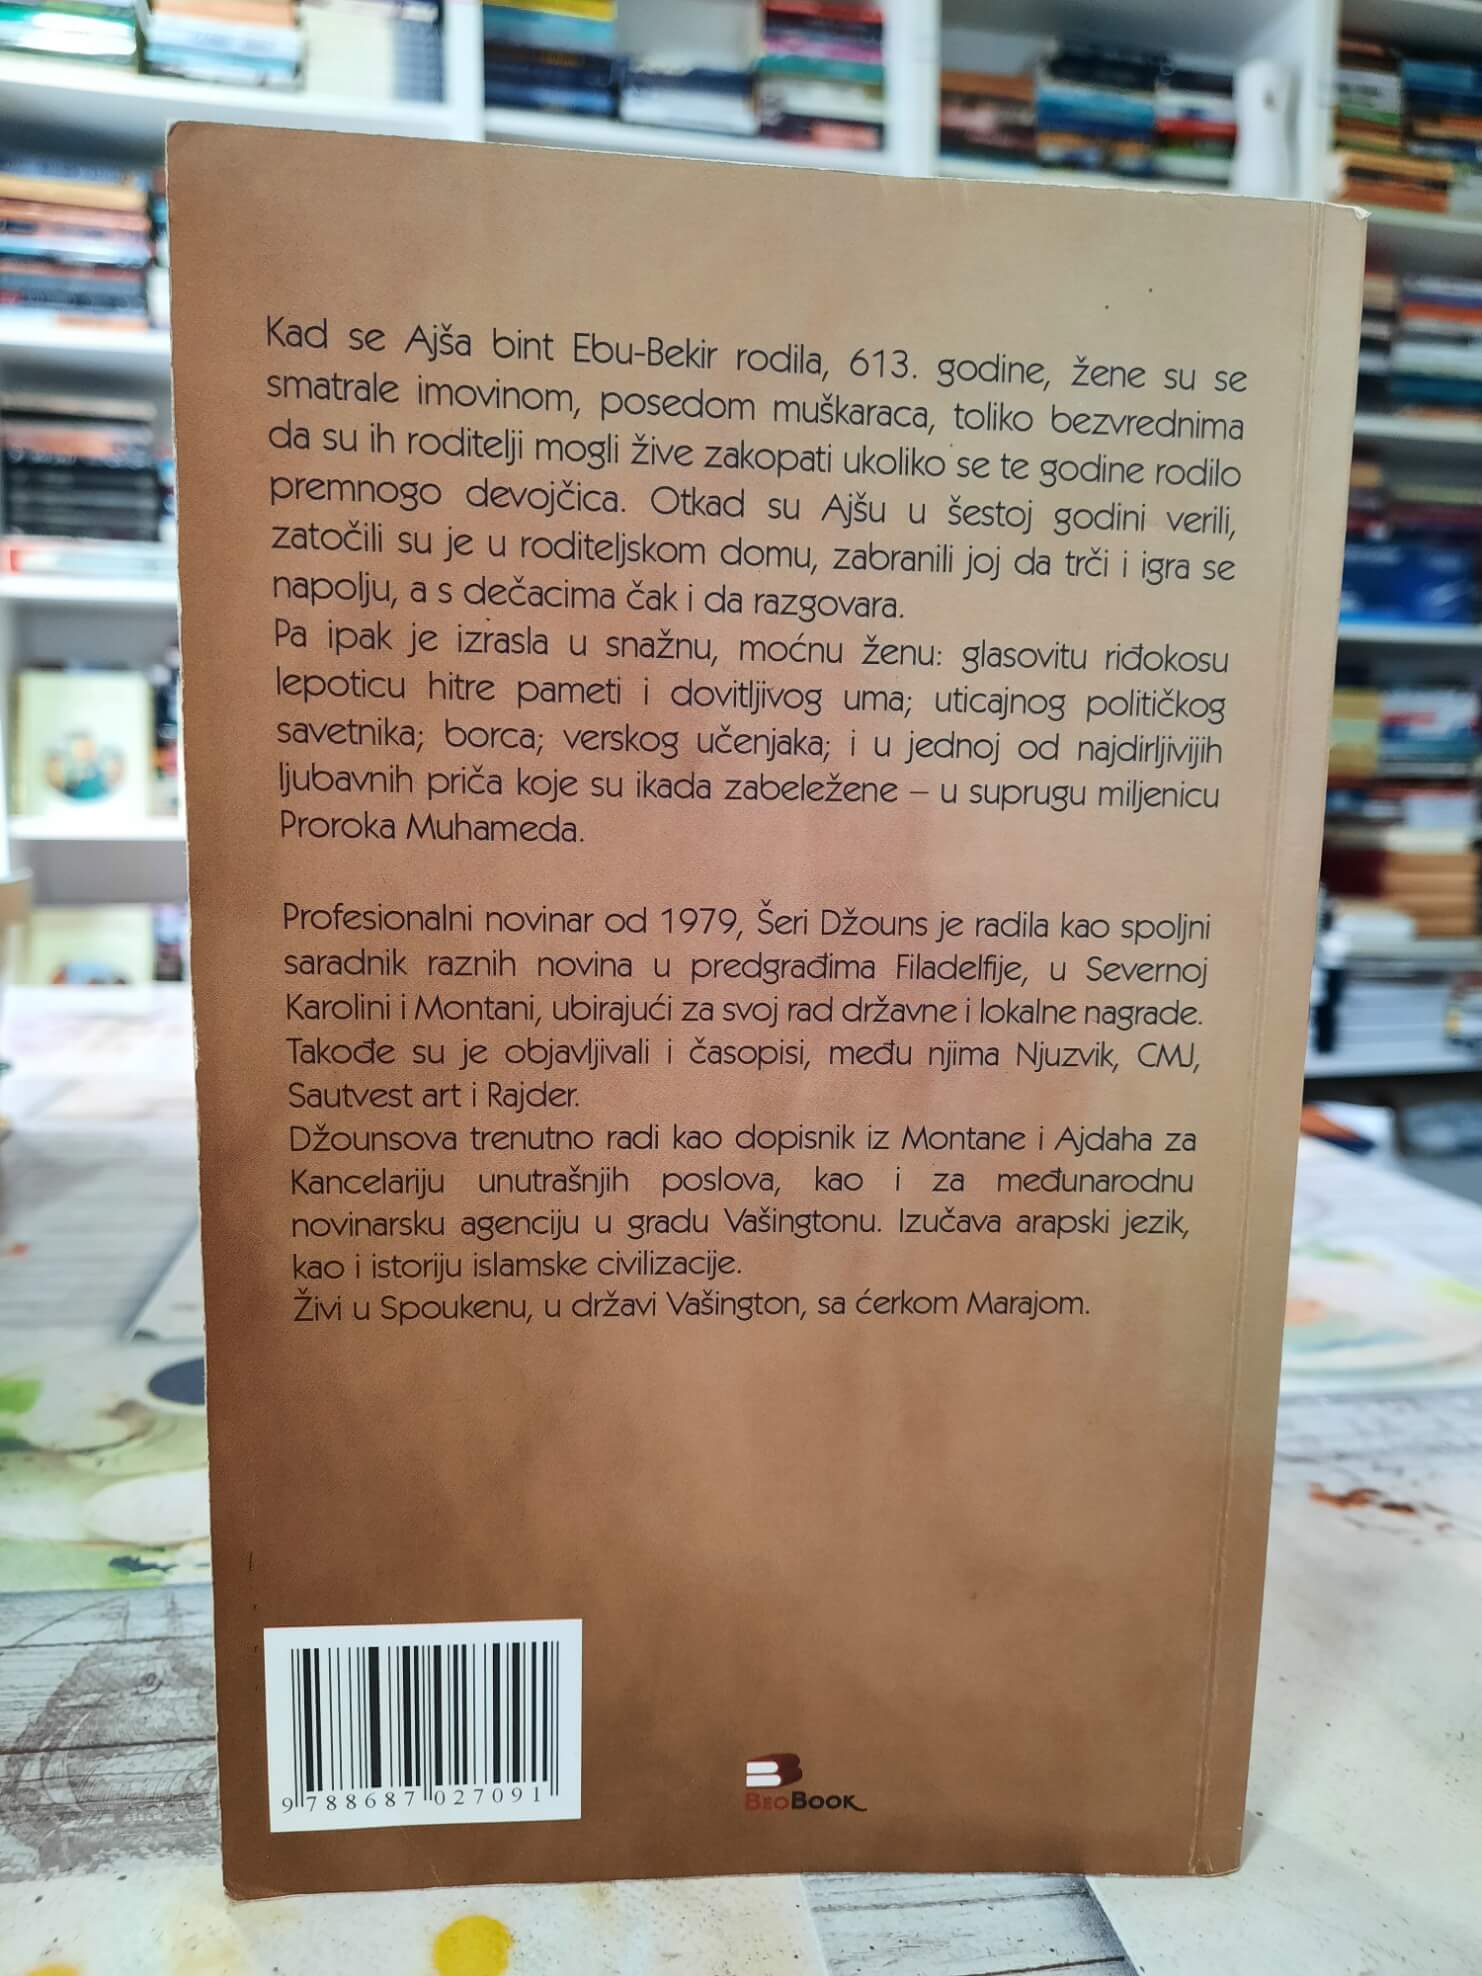 Kad se Ajša bint Ebu-Bekir rodila, 613. godine, žene su se
smatrale imovinom, posedom muškaraca, toliko bezvrednima
da su ih roditelji mogli žive zakopati ukoliko se te godine rodilo
premnogo devojčica. Otkad su Ajšu u šestoj godini verili,
zatočili su je u roditeljskom domu, zabranili joj da trči i igra se
napolju, a s dečacima čak i da razgovara.
Pa ipak je izrasla u snažnu, moćnu ženu: glasovitu riđokosu
lepoticu hitre pameti i dovitljivog uma; uticajnog političkog
savetnika; borca; verskog učenjaka; i u jednoj od najdirljivijih
ljubavnih priča koje su ikada zabeležene – u suprugu miljenicu
Proroka Muhameda.
Profesionalni novinar od 1979, Šeri Džouns je radila kao spoljni
saradnik raznih novina u predgrađima Filadelfije, u Severnoj
Karolini i Montani, ubirajući za svoj rad državne i lokalne nagrade.
Takođe su je objavljivali i časopisi, među njima Njuzvik, CMJ,
Sautvest art i Rajder.
Džounsova trenutno radi kao dopisnik iz Montane i Ajdaha za
Kancelariju unutrašnjih poslova, kao i za međunarodnu
novinarsku agenciju u gradu Vašingtonu. Izučava arapski jezik,
kao i istoriju islamske civilizacije.
Živi u Spoukenu, u državi Vašington, sa ćerkom Marajom.
9 788687 027091
BEOBOOK